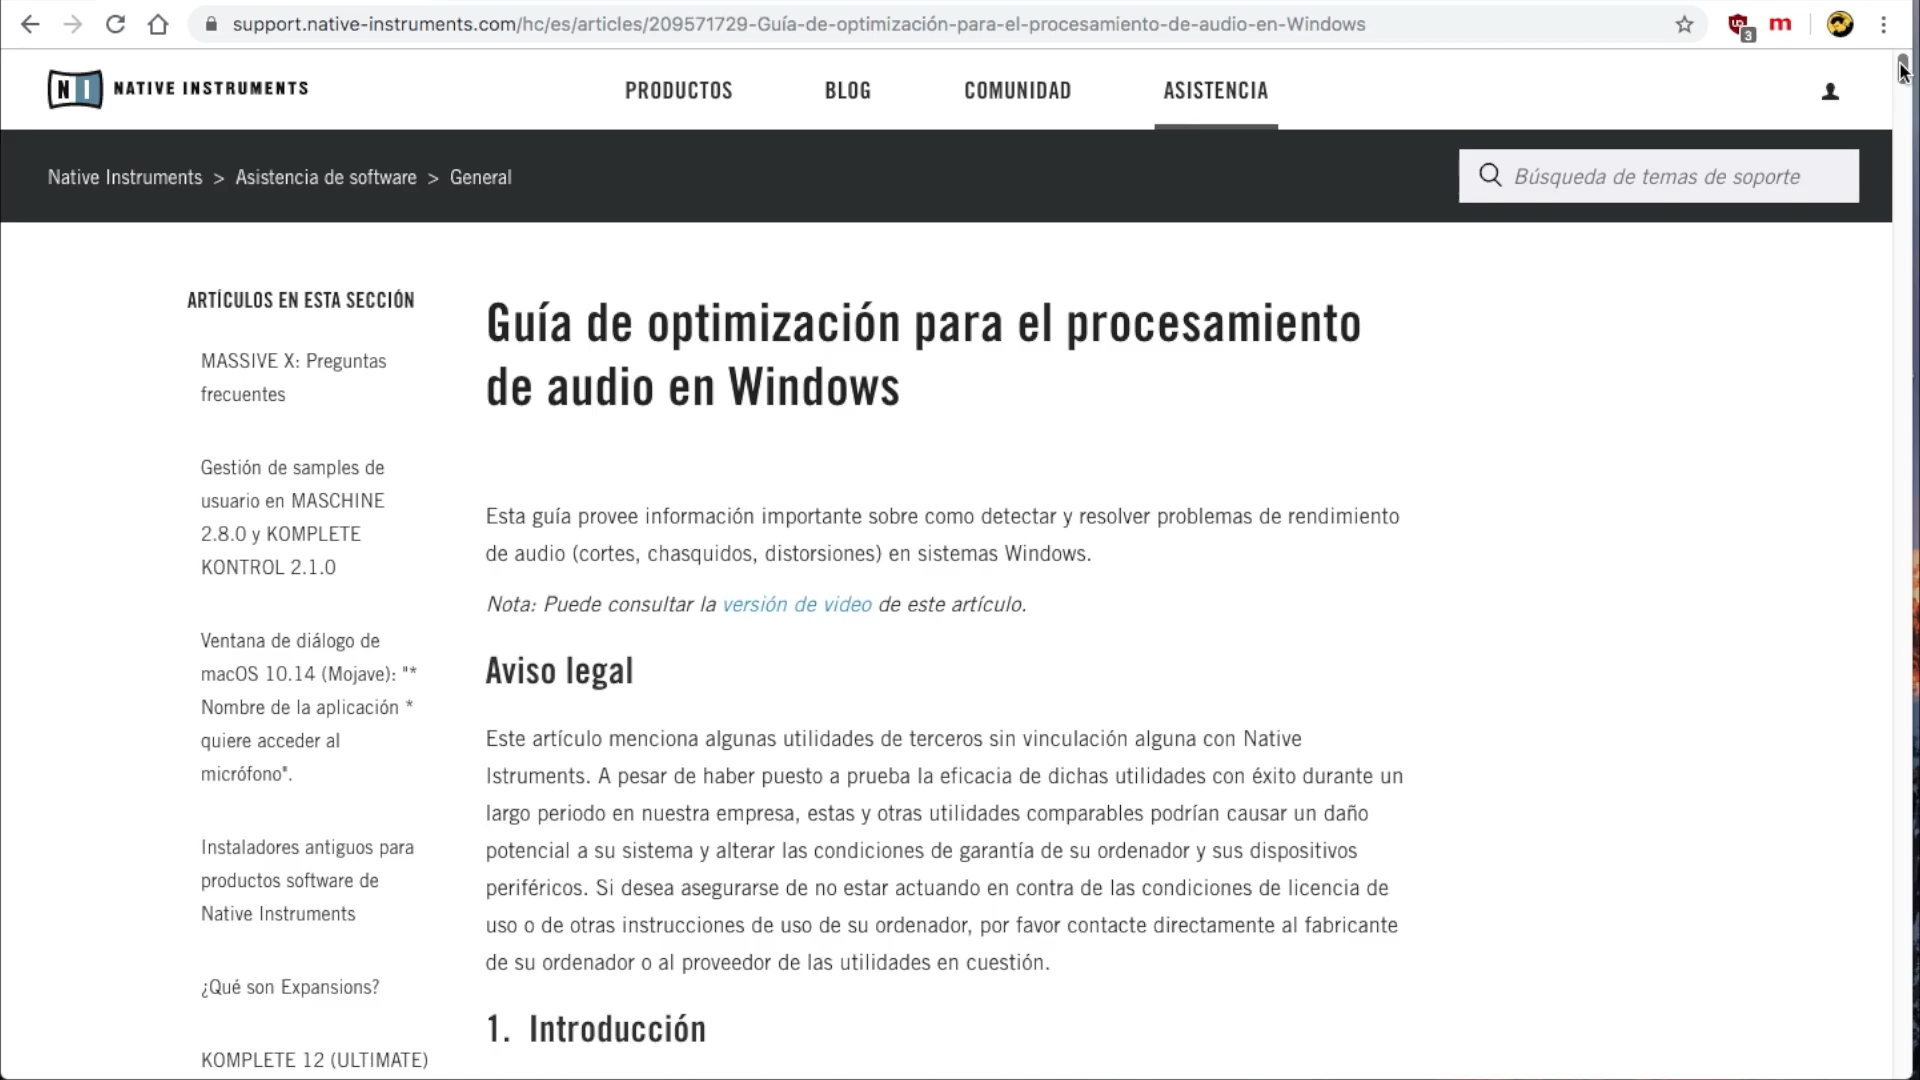 support.native-instruments.com/hc/es/articles/209571729-Guía-de-optimización-para-el-procesamiento-de-audio-en-Windows
3
m
NI NATIVE INSTRUMENTS
PRODUCTOS
BLOG
COMUNIDAD
ASISTENCIA
Native Instruments > Asistencia de software > General
Búsqueda de temas de soporte
ARTÍCULOS EN ESTA SECCIÓN
MASSIVE X: Preguntas
frecuentes
Gestión de samples de
usuario en MASCHINE
2.8.0 y KOMPLETE
KONTROL 2.1.0
Ventana de diálogo de
macOS 10.14 (Mojave): "*
Nombre de la aplicación *
quiere acceder al
micrófono".
Instaladores antiguos para
productos software de
Native Instruments
¿Qué son Expansions?
KOMPLETE 12 (ULTIMATE)
Guía de optimización para el procesamiento
de audio en Windows
Esta guía provee información importante sobre como detectar y resolver problemas de rendimiento
de audio (cortes, chasquidos, distorsiones) en sistemas Windows.
Nota: Puede consultar la versión de video de este artículo.
Aviso legal
Este artículo menciona algunas utilidades de terceros sin vinculación alguna con Native
Istruments. A pesar de haber puesto a prueba la eficacia de dichas utilidades con éxito durante un
largo periodo en nuestra empresa, estas y otras utilidades comparables podrían causar un daño
potencial a su sistema y alterar las condiciones de garantía de su ordenador y sus dispositivos
periféricos. Si desea asegurarse de no estar actuando en contra de las condiciones de licencia de
uso o de otras instrucciones de uso de su ordenador, por favor contacte directamente al fabricante
de su ordenador o al proveedor de las utilidades en cuestión.
1. Introducción